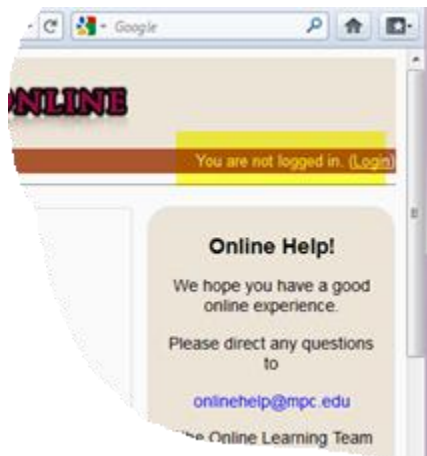 Google
ONLINE
You are not logged in. (Login)
Online Help!
We hope you have a good
online experience.
Please direct any questions
to
onlinehelp@mpc.edu
The Online Learning Team